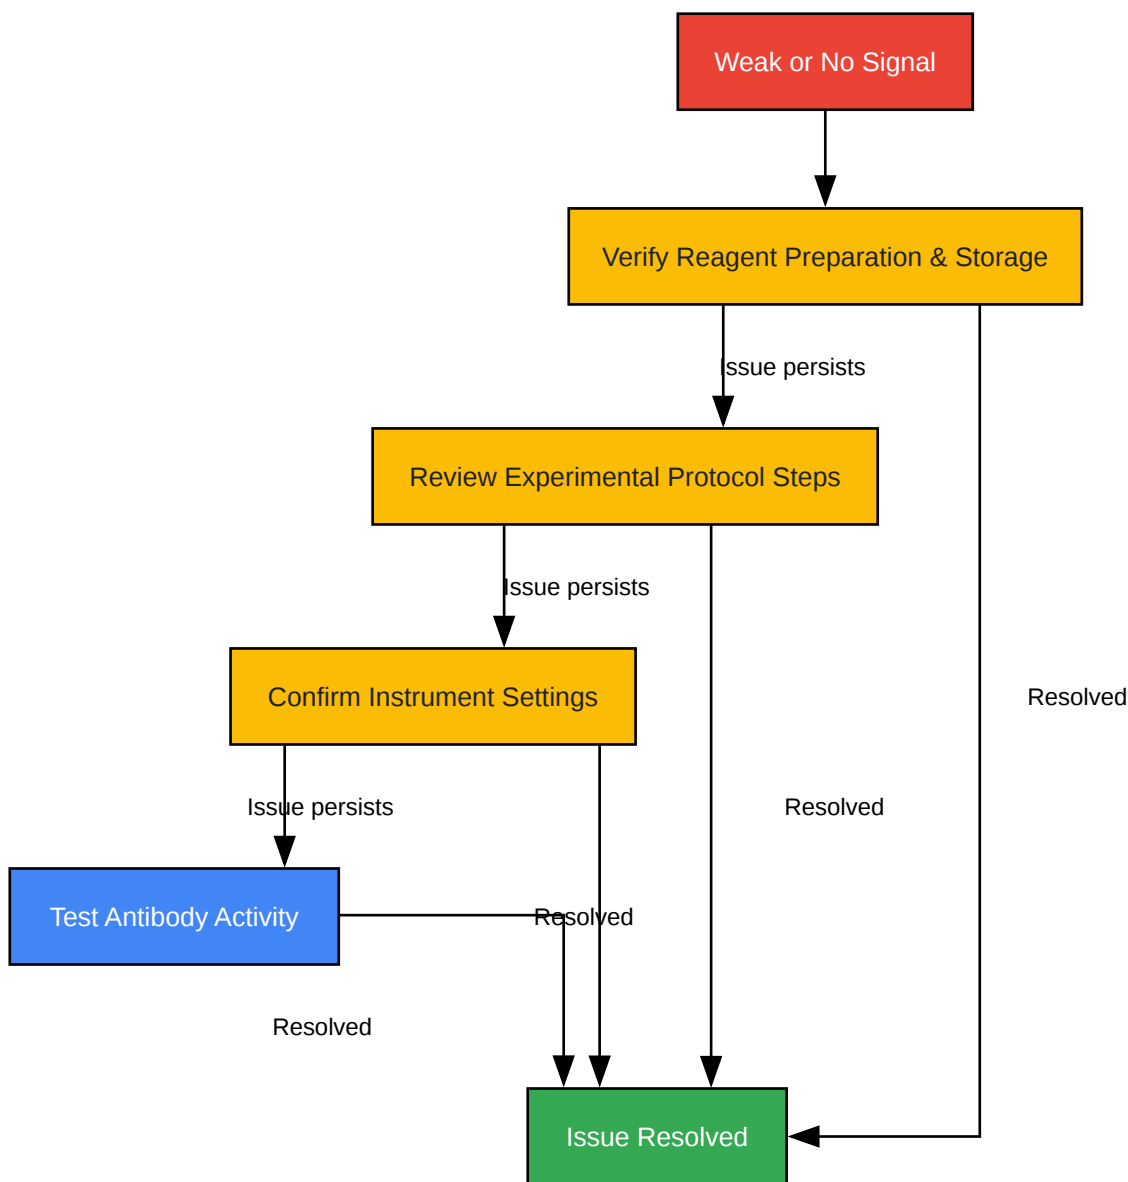 Weak or No Signal
Verify Reagent Preparation & Storage
Issue persists
Review Experimental Protocol Steps
Issue persists
Confirm Instrument Settings
Resolved
Issue persists
Resolved
Test Antibody Activity
Resolved
Resolved
Issue Resolved